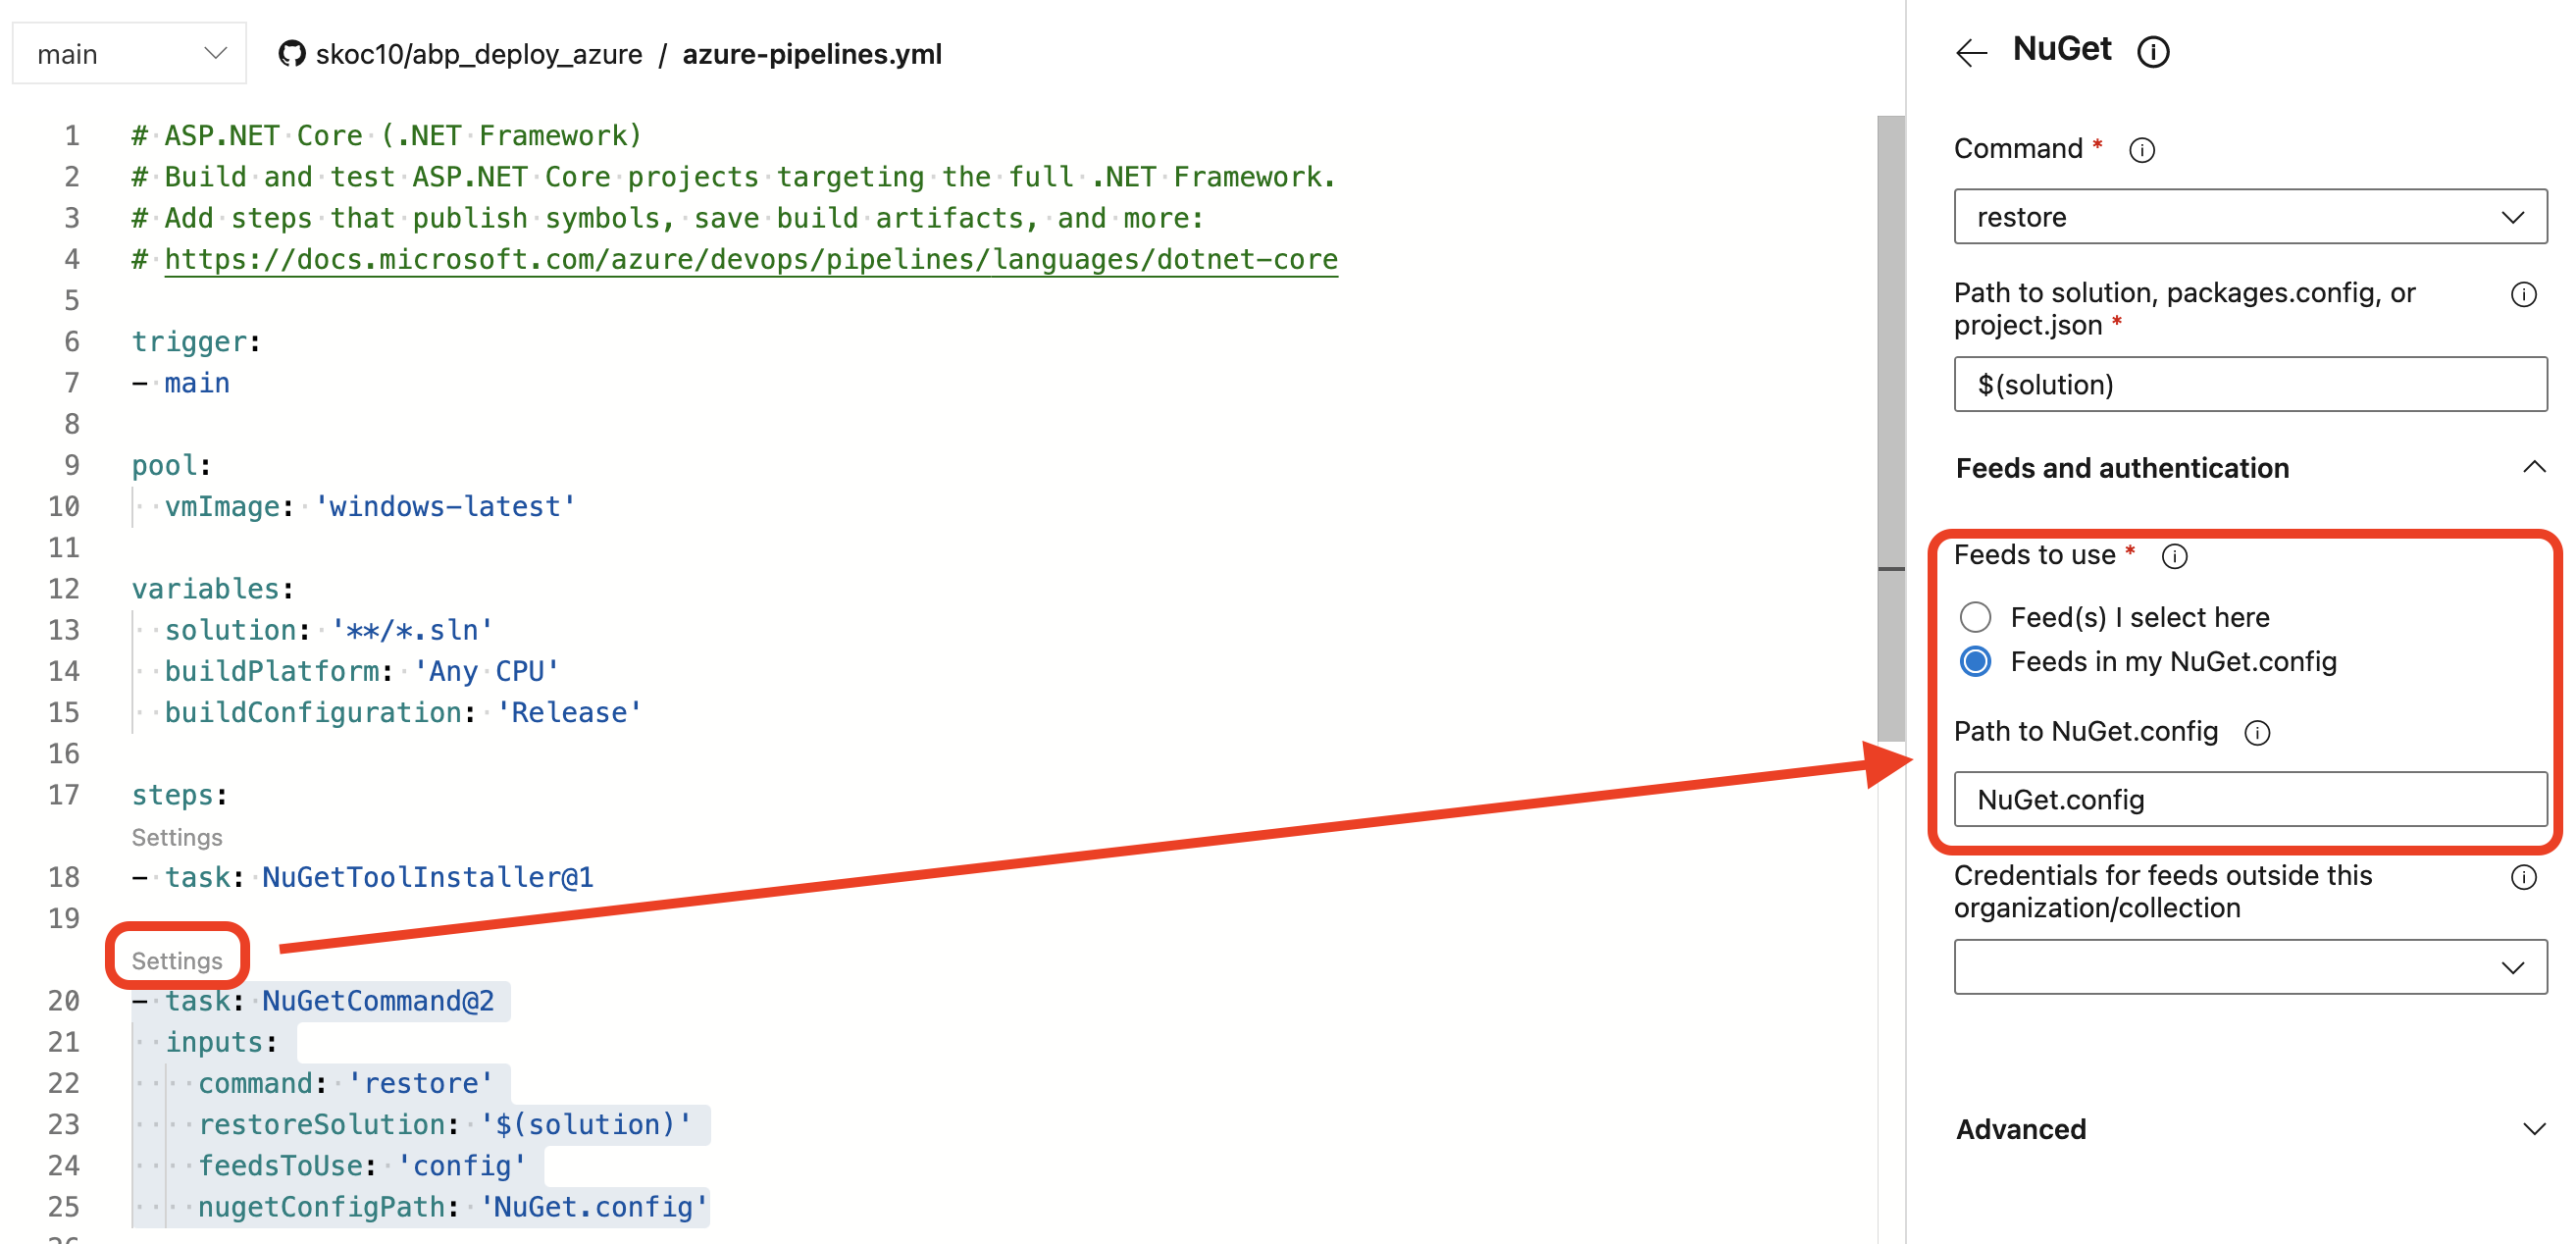 main
skoc10/abp_deploy_azure / azure-pipelines.yml
1 # ASP.NET Core (.NET Framework)
2 # Build and test ASP.NET Core projects targeting the full .NET Framework.
3 # Add steps that publish symbols, save build artifacts, and more:
4 # https://docs.microsoft.com/azure/devops/pipelines/languages/dotnet-core
5
6 trigger:
7 - main
8
9 pool:
10   vmImage: 'windows-latest'
11
12 variables:
13   solution: '**/*.sln'
14   buildPlatform: 'Any CPU'
15   buildConfiguration: 'Release'
16
17 steps:
Settings
18 - task: NuGetToolInstaller@1
19
Settings
20 - task: NuGetCommand@2
21   inputs:
22     command: 'restore'
23     restoreSolution: '$(solution)'
24     feedsToUse: 'config'
25     nugetConfigPath: 'NuGet.config'
NuGet
Command *
restore
Path to solution, packages.config, or
project.json *
$(solution)
Feeds and authentication
Feeds to use *
Feed(s) I select here
Feeds in my NuGet.config
Path to NuGet.config
NuGet.config
Credentials for feeds outside this
organization/collection
Advanced